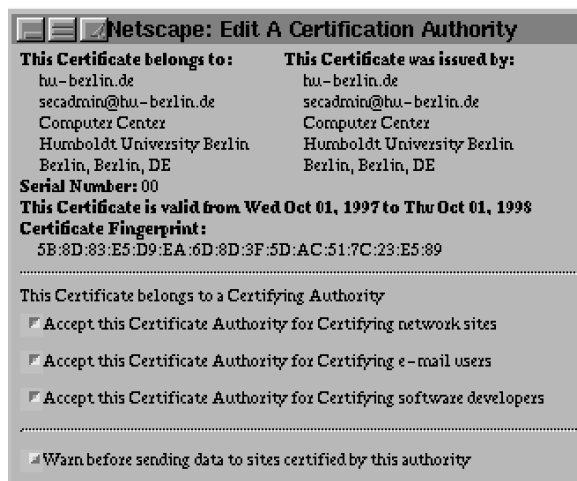 Netscape: Edit A Certification Authority
This Certificate belongs to: This Certificate was issued by:
hu-berlin.de hu-berlin.de
secadmin@hu-berlin.de secadmin@hu-berlin.de
Computer Center Computer Center
Humboldt University Berlin Humboldt University Berlin
Berlin, Berlin, DE Berlin, Berlin, DE
Serial Number: 00
This Certificate is valid from Wed Oct 01, 1997 to Thu Oct 01, 1998
Certificate Fingerprint:
5B:8D:83:E5:D9:EA:6D:8D:3F:5D:AC:51:7C:23:E5:89
This Certificate belongs to a Certifying Authority
Accept this Certificate Authority for Certifying network sites
Accept this Certificate Authority for Certifying e-mail users
Accept this Certificate Authority for Certifying software developers
Warn before sending data to sites certified by this authority